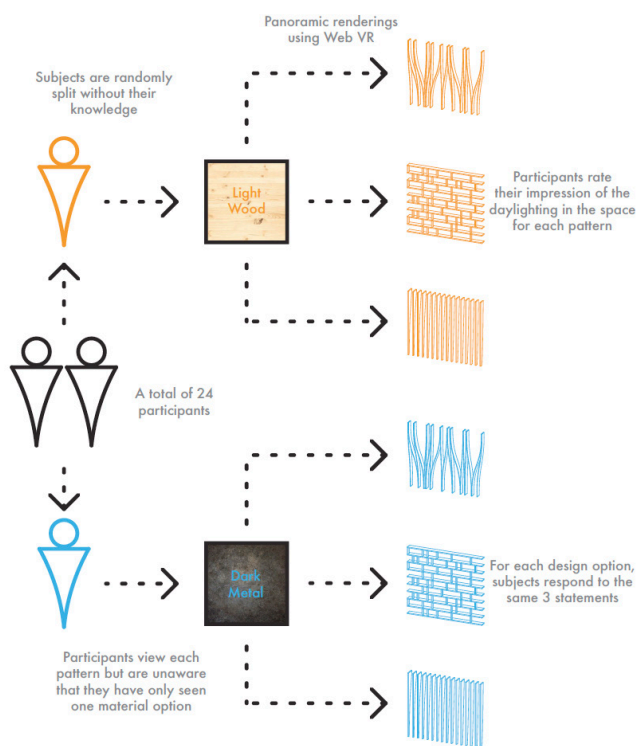 Panoramic renderings
using Web VR
Subjects are randomly
split without their
knowledge
Light
Wood
Participants rate
their impression of the
daylighting in the space
for each pattern
A total of 24
participants
Dark
Metal
For each design option,
subjects respond to the
same 3 statements
Participants view each
pattern but are unaware
that they have only seen
one material option